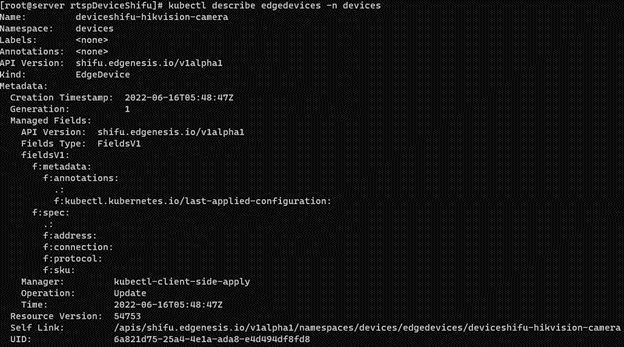 [root@server rtspDeviceShifu]# kubectl describe edgedevices -n devices
Name:         deviceshifu-hikvision-camera
Namespace:    devices
Labels:       <none>
Annotations:  <none>
API Version:  shifu.edgenesis.io/v1alpha1
Kind:         EdgeDevice
Metadata:
  Creation Timestamp:  2022-06-16T05:48:47Z
  Generation:          1
  Managed Fields:
    API Version:  shifu.edgenesis.io/v1alpha1
    Fields Type:  FieldsV1
    fieldsV1:
      f:metadata:
        f:annotations:
          .:
          f:kubectl.kubernetes.io/last-applied-configuration:
      f:spec:
        .:
        f:address:
        f:connection:
        f:protocol:
        f:sku:
    Manager:         kubectl-client-side-apply
    Operation:       Update
    Time:            2022-06-16T05:48:47Z
  Resource Version:  54753
  Self Link:         /apis/shifu.edgenesis.io/v1alpha1/namespaces/devices/edgedevices/deviceshifu-hikvision-camera
  UID:               6a821d75-25a4-4e1a-ada8-e4d494df8fd8